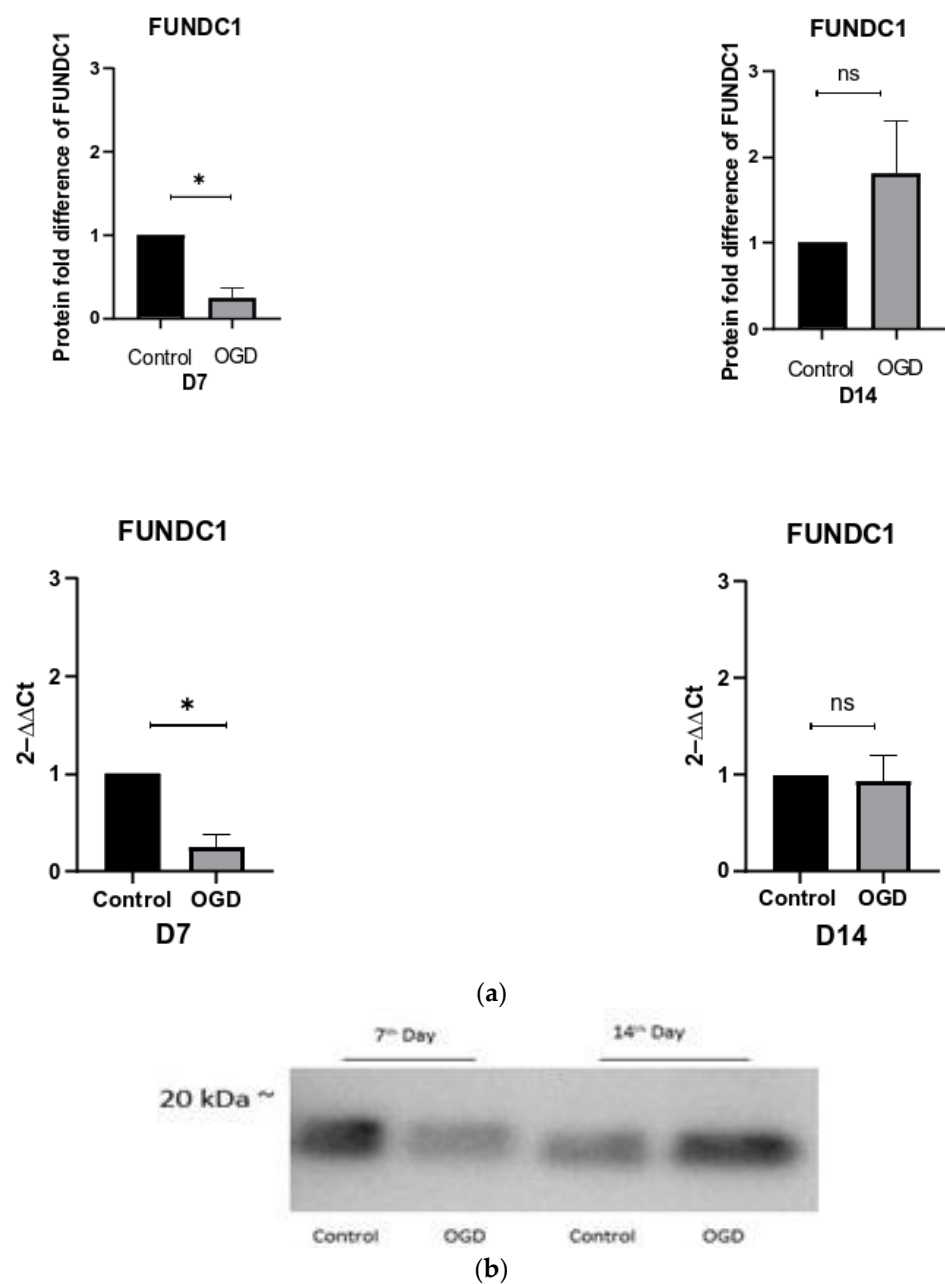 FUNDC1
Protein fold difference of FUNDC1
3
2
1
0
*
Control OGD
D7
FUNDC1
Protein fold difference of FUNDC1
3
2
1
0
ns
Control OGD
D14
FUNDC1
2–ΔΔCt
3
2
1
0
*
Control OGD
D7
FUNDC1
2–ΔΔCt
3
2
1
0
ns
Control OGD
D14
(a)
7th Day 14th Day
20 kDa ~
Control OGD Control OGD
(b)